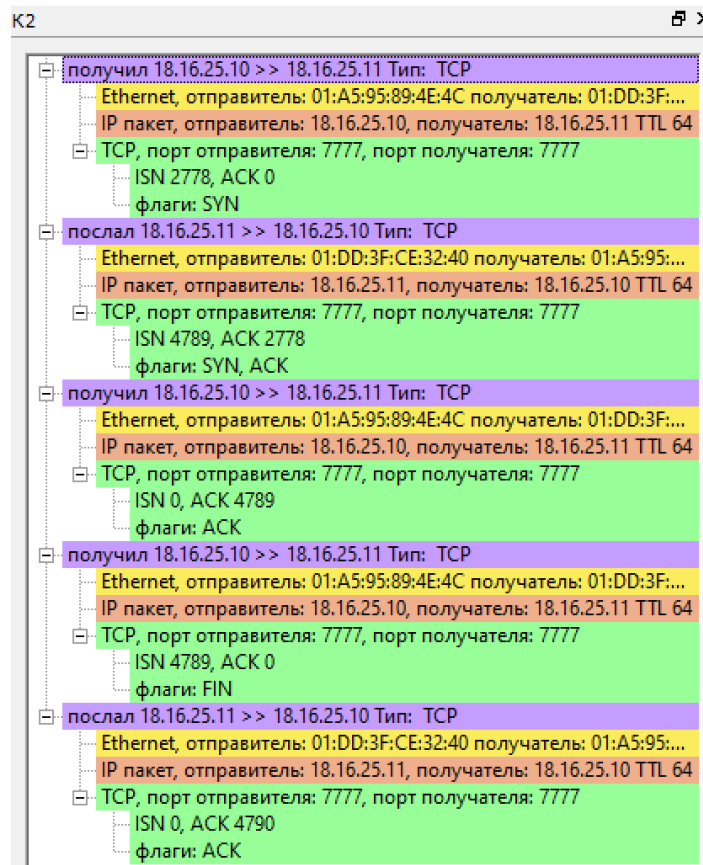 K2
получил 18.16.25.10 >> 18.16.25.11 Тип: TCP
Ethernet, отправитель: 01:A5:95:89:4E:4C получатель: 01:DD:3F:...
IP пакет, отправитель: 18.16.25.10, получатель: 18.16.25.11 TTL 64
TCP, порт отправителя: 7777, порт получателя: 7777
ISN 2778, ACK 0
флаги: SYN
послал 18.16.25.11 >> 18.16.25.10 Тип: TCP
Ethernet, отправитель: 01:DD:3F:CE:32:40 получатель: 01:A5:95:...
IP пакет, отправитель: 18.16.25.11, получатель: 18.16.25.10 TTL 64
TCP, порт отправителя: 7777, порт получателя: 7777
ISN 4789, ACK 2778
флаги: SYN, ACK
получил 18.16.25.10 >> 18.16.25.11 Тип: TCP
Ethernet, отправитель: 01:A5:95:89:4E:4C получатель: 01:DD:3F:...
IP пакет, отправитель: 18.16.25.10, получатель: 18.16.25.11 TTL 64
TCP, порт отправителя: 7777, порт получателя: 7777
ISN 0, ACK 4789
флаги: ACK
получил 18.16.25.10 >> 18.16.25.11 Тип: TCP
Ethernet, отправитель: 01:A5:95:89:4E:4C получатель: 01:DD:3F:...
IP пакет, отправитель: 18.16.25.10, получатель: 18.16.25.11 TTL 64
TCP, порт отправителя: 7777, порт получателя: 7777
ISN 4789, ACK 0
флаги: FIN
послал 18.16.25.11 >> 18.16.25.10 Тип: TCP
Ethernet, отправитель: 01:DD:3F:CE:32:40 получатель: 01:A5:95:...
IP пакет, отправитель: 18.16.25.11, получатель: 18.16.25.10 TTL 64
TCP, порт отправителя: 7777, порт получателя: 7777
ISN 0, ACK 4790
флаги: ACK